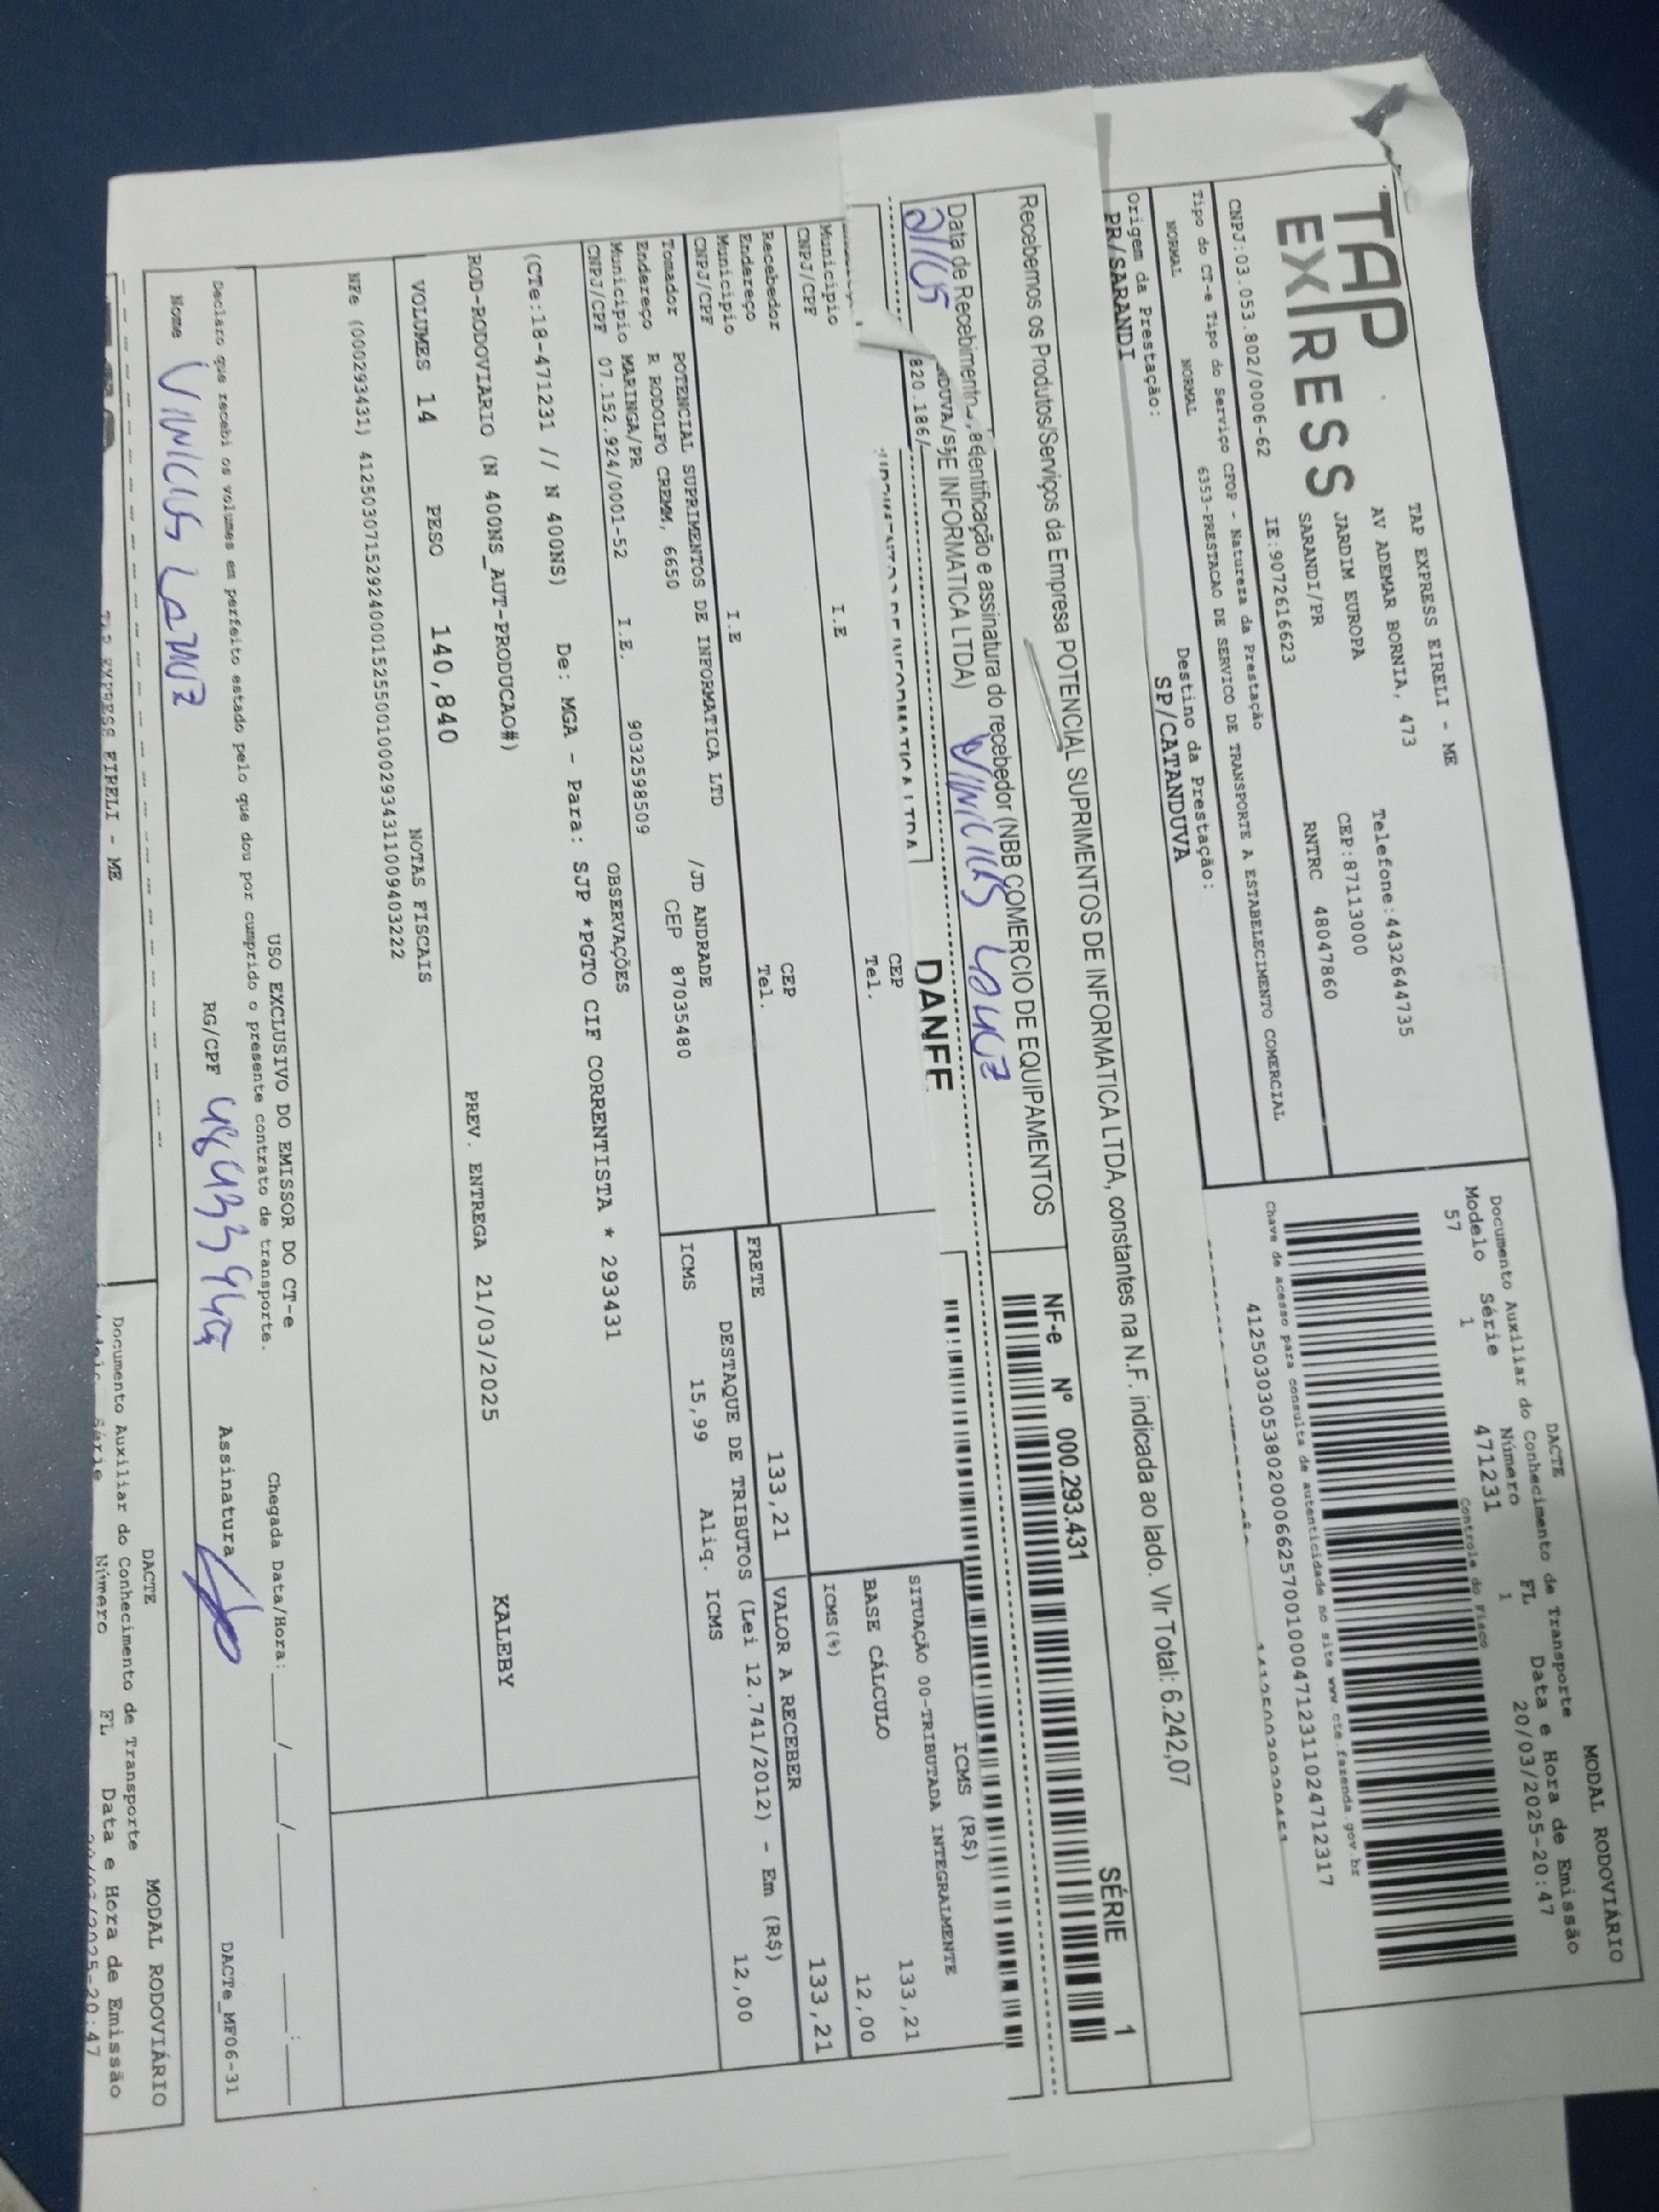 TAP
EXPRESS
TAP EXPRESS EIRELI - ME
AV ADEMAR BORNIA, 473
JARDIM EUROPA
SARANDI/PR
Telefone:4432644735
CEP:87113000
RNTRC 48047860
CNPJ:03.053.802/0006-62 IE:9072616623
Tipo do CT-e Tipo do Serviço CFOP - Natureza da Prestação
NORMAL NORMAL 6353-PRESTACAO DE SERVICO DE TRANSPORTE A ESTABELECIMENTO COMERCIAL
Origem da Prestação: Destino da Prestação:
PR/SARANDI SP/CATANDUVA
DACTE MODAL RODOVIÁRIO
Documento Auxiliar do Conhecimento de Transporte
Modelo Série Número FL Data e Hora de Emissão
57 1 471231 1 20/03/2025-20:47
Controle do Fisco
Chave de acesso para consulta de autenticidade no site www.cte.fazenda.gov.br
41250303053802000662570010004712311024712317
Recebemos os Produtos/Serviços da Empresa POTENCIAL SUPRIMENTOS DE INFORMATICA LTDA, constantes na N.F. indicada ao lado. Vlr Total: 6.242,07
Data de Recebimento, identificação e assinatura do recebedor (NBB COMERCIO DE EQUIPAMENTOS
DE INFORMATICA LTDA)
NF-e Nº 000.293.431 SÉRIE 1
VINICIUS
820.186/
DANFE
CEP
Município Tel.
CNPJ/CPF I.E
Recebedor CEP
Endereço Tel.
Município
CNPJ/CPF I.E
Tomador POTENCIAL SUPRIMENTOS DE INFORMATICA LTD
Endereço R RODOLFO CREMM, 6650 /JD ANDRADE
Município MARINGA/PR CEP 87035480
CNPJ/CPF 07.152.924/0001-52 I.E. 9032598509
ICMS (R$)
SITUAÇÃO 00-TRIBUTADA INTEGRALMENTE
BASE CÁLCULO 133,21
ICMS(%) 12,00
FRETE 133,21 VALOR A RECEBER 133,21
DESTAQUE DE TRIBUTOS (Lei 12.741/2012) - Em (R$)
ICMS 15,99 Aliq. ICMS 12,00
OBSERVAÇÕES
(CTe:18-471231 // N 400NS) De: MGA - Para: SJP *PGTO CIF CORRENTISTA * 293431
ROD-RODOVIARIO (N 400NS_AUT-PRODUCAO#)
PREV. ENTREGA 21/03/2025 KALEBY
VOLUMES 14 PESO 140,840
NOTAS FISCAIS
NFe (000293431) 41250307152924000152550010002934311009403222
USO EXCLUSIVO DO EMISSOR DO CT-e
Declaro que recebi os volumes em perfeito estado pelo que dou por cumprido o presente contrato de transporte.
Chegada Data/Hora:____/____/______ ____:____
Nome VINICIUS RG/CPF Assinatura
DACTe_MF06-31
TAP EXPRESS EIRELI - ME
DACTE MODAL RODOVIÁRIO
Documento Auxiliar do Conhecimento de Transporte
Série Número FL Data e Hora de Emissão